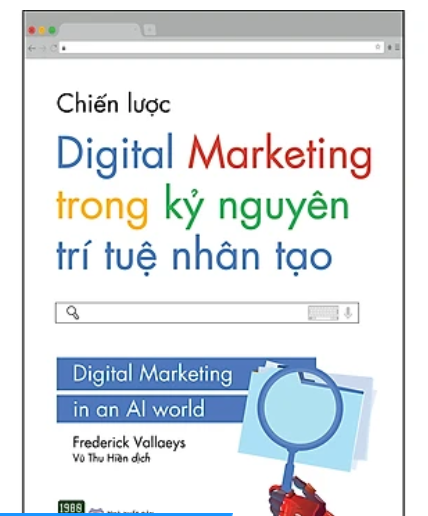 Chiến lược
Digital Marketing
trong kỷ nguyên
trí tuệ nhân tạo
Digital Marketing
in an AI world
Frederick Vallaeys
Vũ Thu Hiền dịch
1980